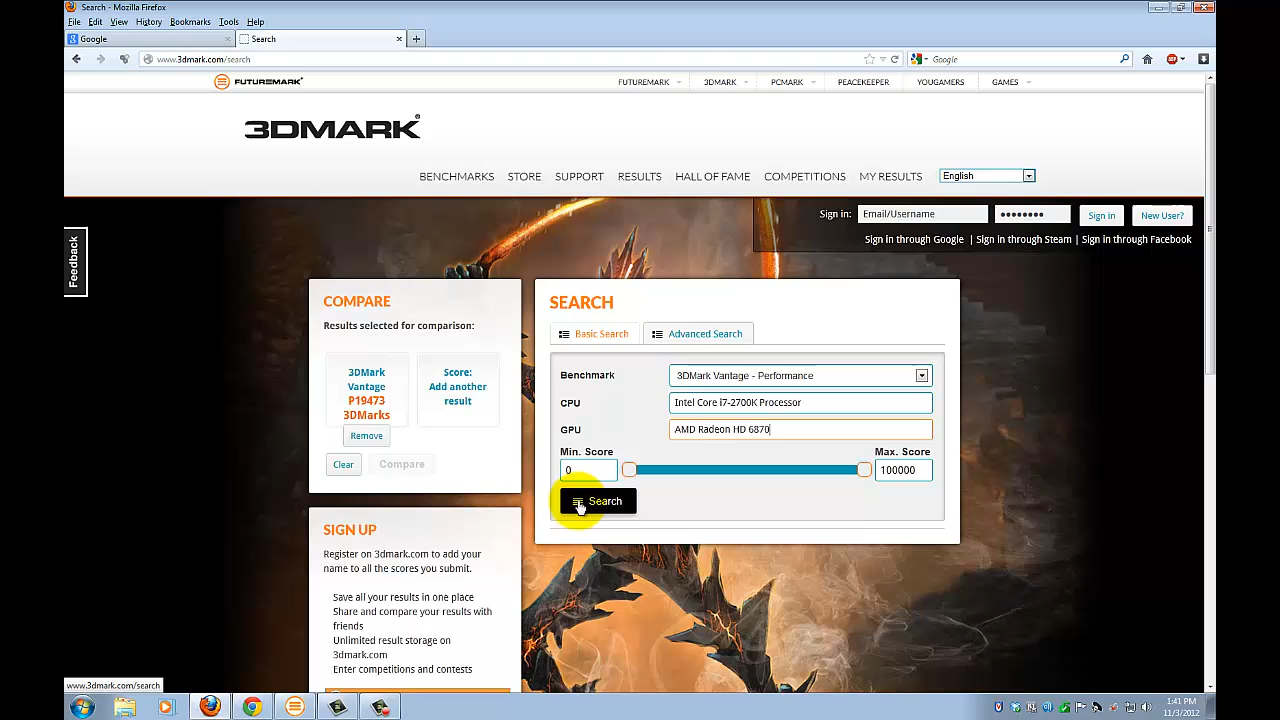 Search - Mozilla Firefox
File Edit View History Bookmarks Tools Help
Google
Search
www.3dmark.com/search
Google
FUTUREMARK
FUTUREMARK 3DMARK PCMARK PEACEKEEPER YOUGAMERS GAMES
3DMARK
BENCHMARKS STORE SUPPORT RESULTS HALL OF FAME COMPETITIONS MY RESULTS English
Sign in: Email/Username Sign in New User?
Sign in through Google | Sign in through Steam | Sign in through Facebook
Feedback
COMPARE
Results selected for comparison:
3DMark
Vantage
P19473
3DMarks
Remove
Score:
Add another
result
Clear Compare
SEARCH
Basic Search Advanced Search
Benchmark 3DMark Vantage - Performance
CPU Intel Core i7-2700K Processor
GPU AMD Radeon HD 6870
Min. Score Max. Score
0 100000
Search
SIGN UP
Register on 3dmark.com to add your
name to all the scores you submit.
Save all your results in one place
Share and compare your results with
friends
Unlimited result storage on
3dmark.com
Enter competitions and contests
www.3dmark.com/search
1:41 PM
11/3/2012